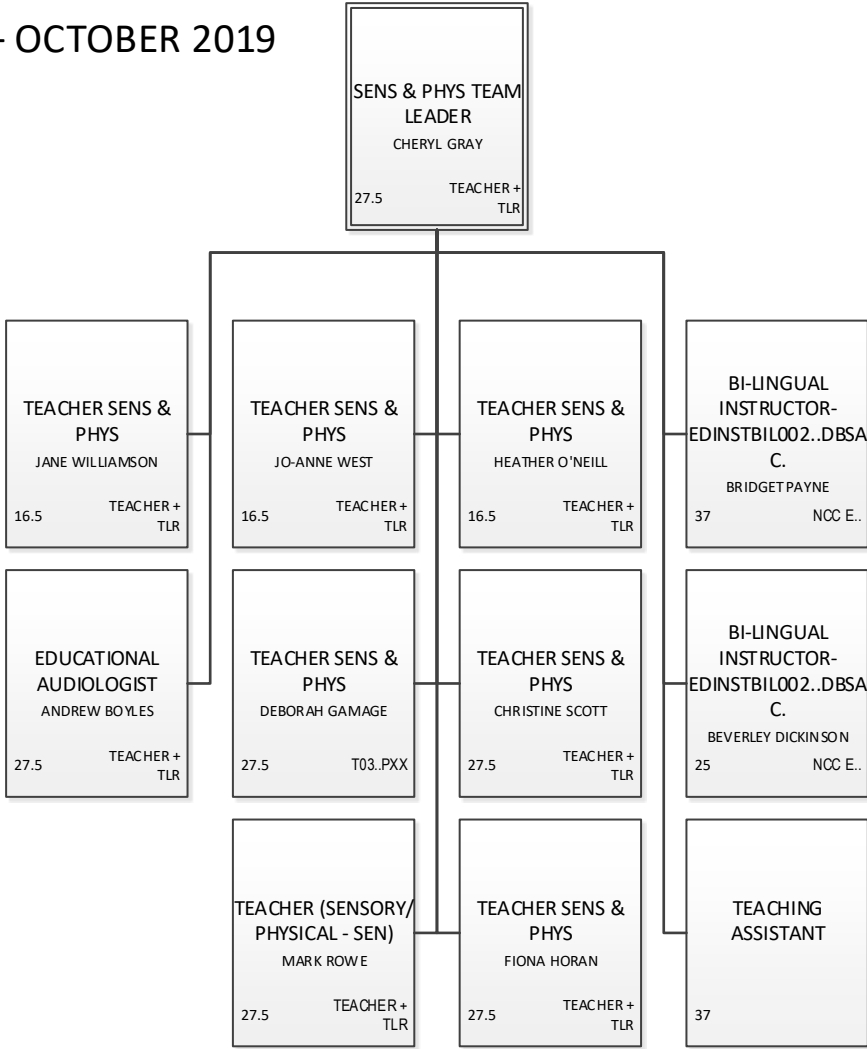 - OCTOBER 2019
SENS & PHYS TEAM
LEADER
CHERYL GRAY
27.5
TEACHER +
TLR
TEACHER SENS &
PHYS
JANE WILLIAMSON
16.5
TEACHER +
TLR
TEACHER SENS &
PHYS
JO-ANNE WEST
16.5
TEACHER +
TLR
TEACHER SENS &
PHYS
HEATHER O'NEILL
16.5
TEACHER +
TLR
BI-LINGUAL
INSTRUCTOR-
EDINSTBIL002..DBSA
C.
BRIDGET PAYNE
37
NCC E..
EDUCATIONAL
AUDIOLOGIST
ANDREW BOYLES
27.5
TEACHER +
TLR
TEACHER SENS &
PHYS
DEBORAH GAMAGE
27.5
T03..PXX
TEACHER SENS &
PHYS
CHRISTINE SCOTT
27.5
TEACHER +
TLR
BI-LINGUAL
INSTRUCTOR-
EDINSTBIL002..DBSA
C.
BEVERLEY DICKINSON
25
NCC E..
TEACHER (SENSORY/
PHYSICAL - SEN)
MARK ROWE
27.5
TEACHER +
TLR
TEACHER SENS &
PHYS
FIONA HORAN
27.5
TEACHER +
TLR
TEACHING
ASSISTANT
37